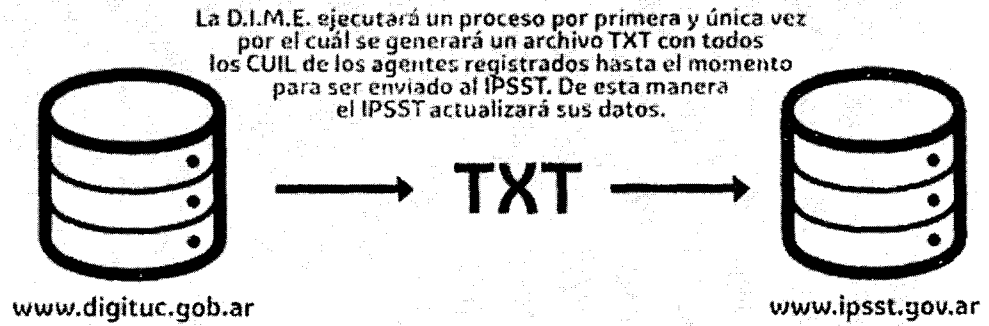 La D.I.M.E. ejecutará un proceso por primera y única vez
por el cuál se generará un archivo TXT con todos
los CUIL de los agentes registrados hasta el momento
para ser enviado al IPSST. De esta manera
el IPSST actualizará sus datos.
TXT
www.digituc.gob.ar
www.ipsst.gov.ar